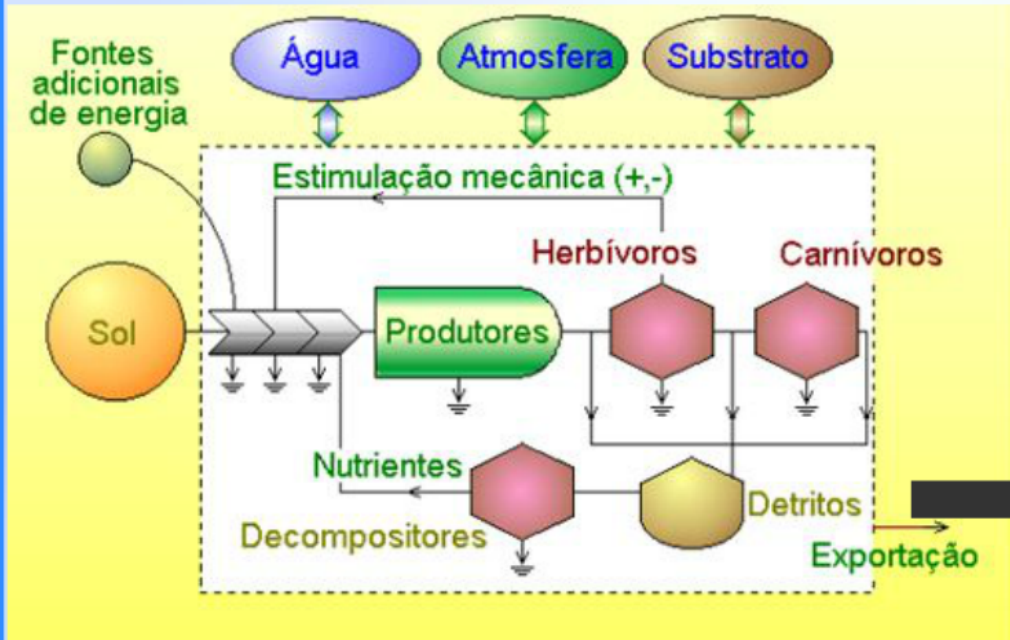 Fontes
adicionais
de energia
Água
Atmosfera
Substrato
Estimulação mecânica (+,-)
Herbívoros
Carnívoros
Sol
Produtores
Nutrientes
Decompositores
Detritos
Exportação